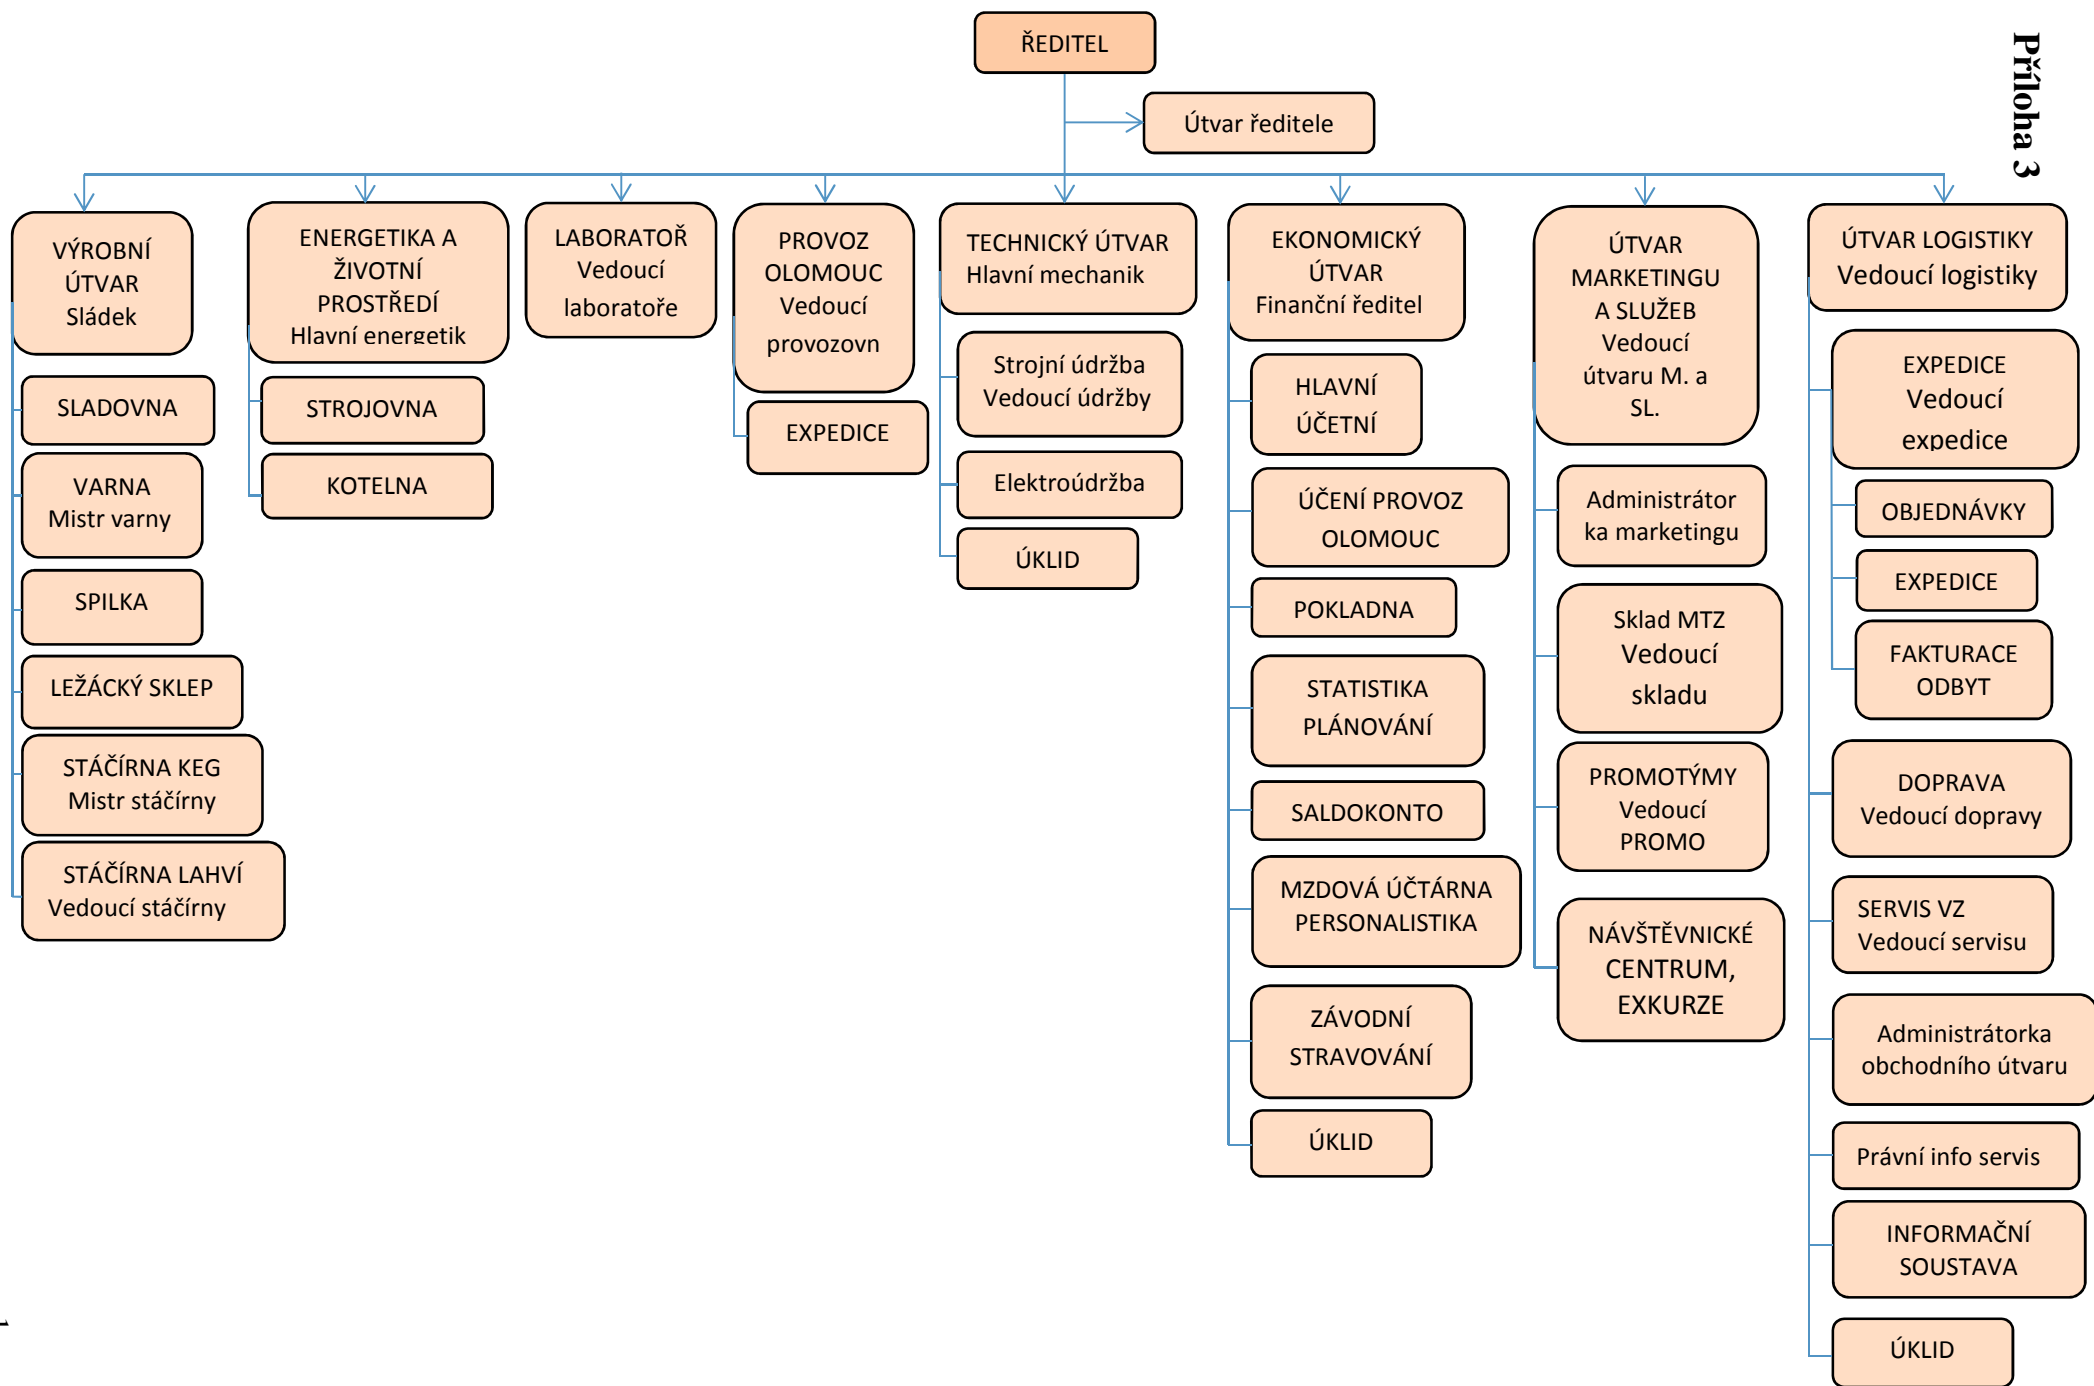 Příloha 3
ŘEDITEL
Útvar ředitele
VÝROBNÍ
ÚTVAR
Sládek
SLADOVNA
VARNA
Mistr varny
SPILKA
LEŽÁCKÝ SKLEP
STÁČÍRNA KEG
Mistr stáčírny
STÁČÍRNA LAHVÍ
Vedoucí stáčírny
ENERGETIKA A
ŽIVOTNÍ
PROSTŘEDÍ
Hlavní energetik
STROJOVNA
KOTELNA
LABORATOŘ
Vedoucí
laboratoře
PROVOZ
OLOMOUC
Vedoucí
provozovn
EXPEDICE
TECHNICKÝ ÚTVAR
Hlavní mechanik
Strojní údržba
Vedoucí údržby
Elektroúdržba
ÚKLID
EKONOMICKÝ
ÚTVAR
Finanční ředitel
HLAVNÍ
ÚČETNÍ
ÚČENÍ PROVOZ
OLOMOUC
POKLADNA
STATISTIKA
PLÁNOVÁNÍ
SALDOKONTO
MZDOVÁ ÚČTÁRNA
PERSONALISTIKA
ZÁVODNÍ
STRAVOVÁNÍ
ÚKLID
ÚTVAR
MARKETINGU
A SLUŽEB
Vedoucí
útvaru M. a
SL.
Administrátor
ka marketingu
Sklad MTZ
Vedoucí
skladu
PROMOTÝMY
Vedoucí
PROMO
NÁVŠTĚVNICKÉ
CENTRUM,
EXKURZE
ÚTVAR LOGISTIKY
Vedoucí logistiky
EXPEDICE
Vedoucí
expedice
OBJEDNÁVKY
EXPEDICE
FAKTURACE
ODBYT
DOPRAVA
Vedoucí dopravy
SERVIS VZ
Vedoucí servisu
Administrátorka
obchodního útvaru
Právní info servis
INFORMAČNÍ
SOUSTAVA
ÚKLID